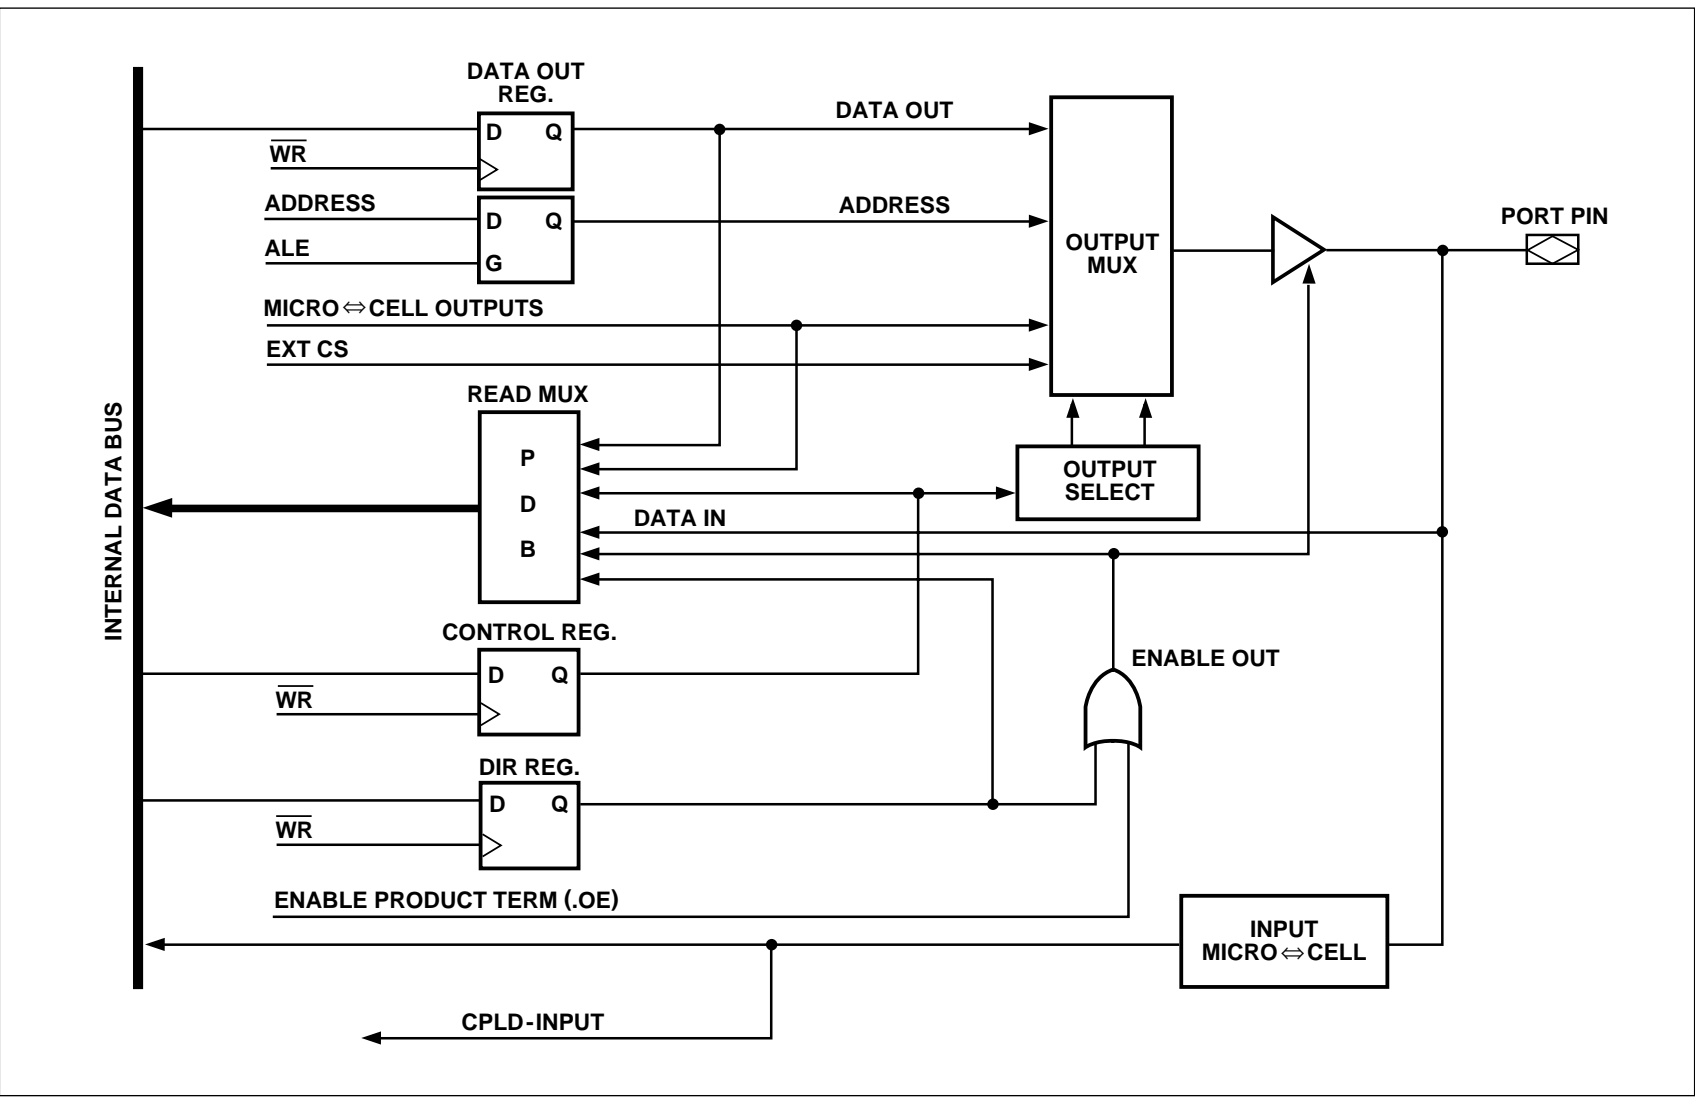 DATA OUT
REG.
D Q
WR
DATA OUT
ADDRESS
D Q
ADDRESS
ALE
G
OUTPUT
MUX
PORT PIN
MICRO⇔CELL OUTPUTS
EXT CS
READ MUX
P
D
B
OUTPUT
SELECT
DATA IN
INTERNAL DATA BUS
CONTROL REG.
D Q
WR
ENABLE OUT
DIR REG.
D Q
WR
ENABLE PRODUCT TERM (.OE)
INPUT
MICRO⇔CELL
CPLD-INPUT